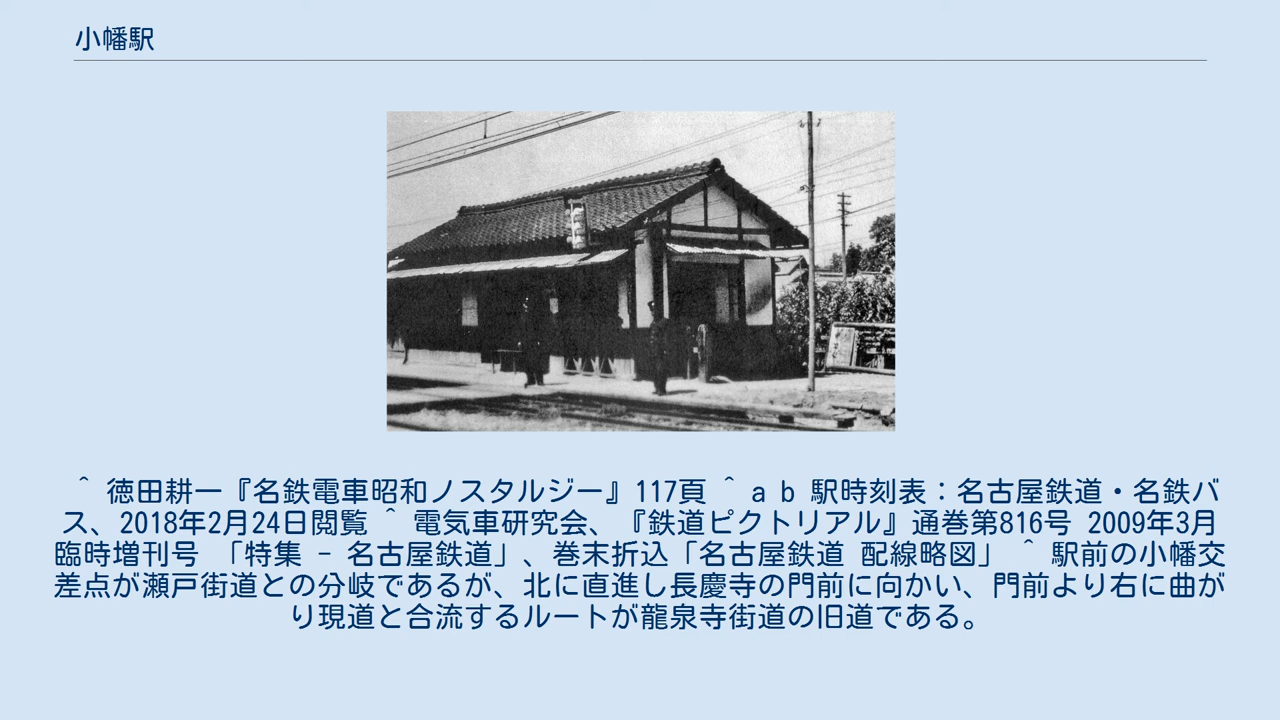 小幡駅
^ 徳田耕一『名鉄電車昭和ノスタルジー』117頁 ^ a b 駅時刻表：名古屋鉄道・名鉄バ
ス、2018年2月24日閲覧 ^ 電気車研究会、『鉄道ピクトリアル』通巻第816号 2009年3月
臨時増刊号 「特集 − 名古屋鉄道」、巻末折込「名古屋鉄道 配線略図」 ^ 駅前の小幡交
差点が瀬戸街道との分岐であるが、北に直進し長慶寺の門前に向かい、門前より右に曲が
り現道と合流するルートが龍泉寺街道の旧道である。